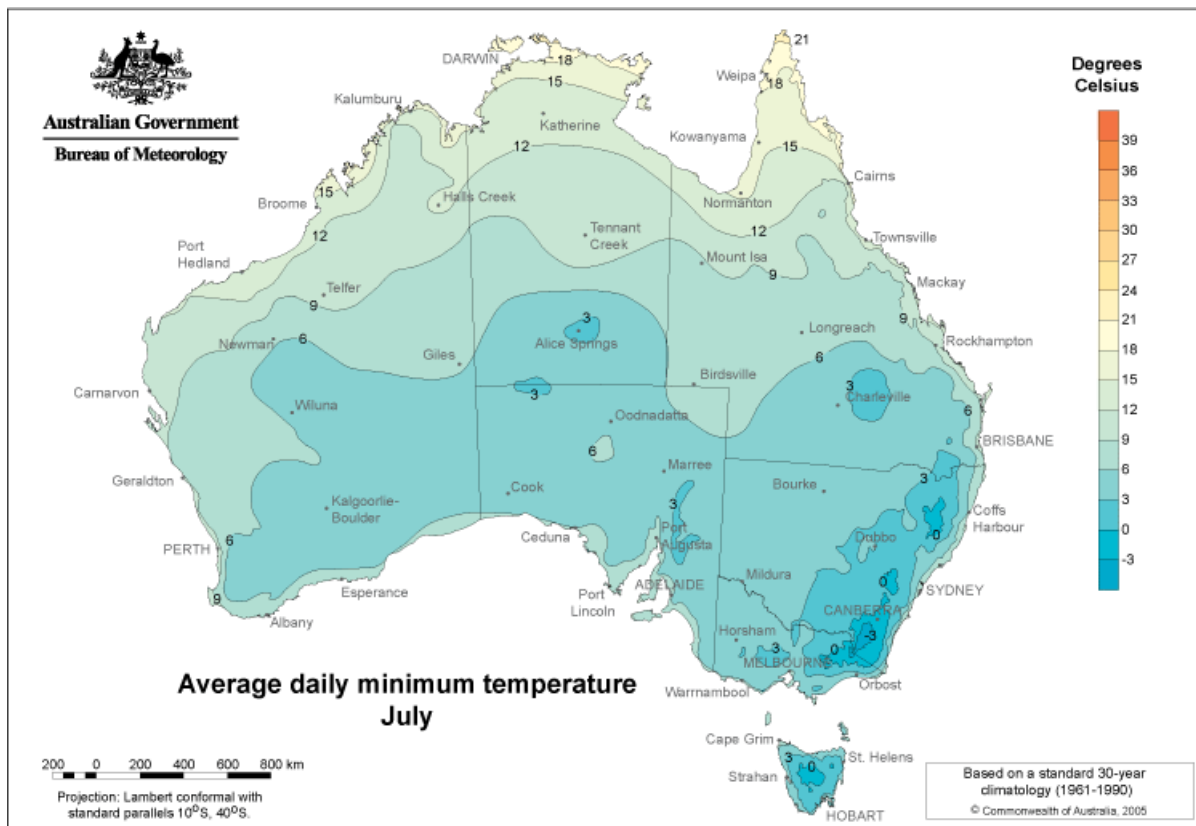 Australian Government
Bureau of Meteorology
21
DARWIN
18
Weipa
18
15
Kalumburu
Katherine
Kowanyama
12
15
15
Cairns
Halls Creek
Normanton
Broome
12
12
Tennant
Creek
Townsville
Port
Hedland
Mount Isa
9
Telfer
Mackay
9
3
9
Newman
6
Alice Springs
Longreach
Rockhampton
Giles
6
Carnarvon
Birdsville
3
3
Charleville
Wiluna
6
Oodnadatta
BRISBANE
6
Marree
Geraldton
Cook
Bourke
3
Kalgoorlie-
Boulder
3
Coffs
Harbour
PERTH
6
Ceduna
Port
Augusta
Dubbo
0
Mildura
0
Esperance
ADELAIDE
SYDNEY
9
Port
Lincoln
CANBERRA
Albany
Horsham
-3
3
0
MELBOURNE
Orbost
Warrnambool
Average daily minimum temperature
July
Cape Grim
3
0
St. Helens
Strahan
HOBART
Degrees
Celsius
39
36
33
30
27
24
21
18
15
12
9
6
3
0
-3
200 0 200 400 600 800 km
Projection: Lambert conformal with
standard parallels 10°S, 40°S.
Based on a standard 30-year
climatology (1961-1990)
© Commonwealth of Australia, 2005